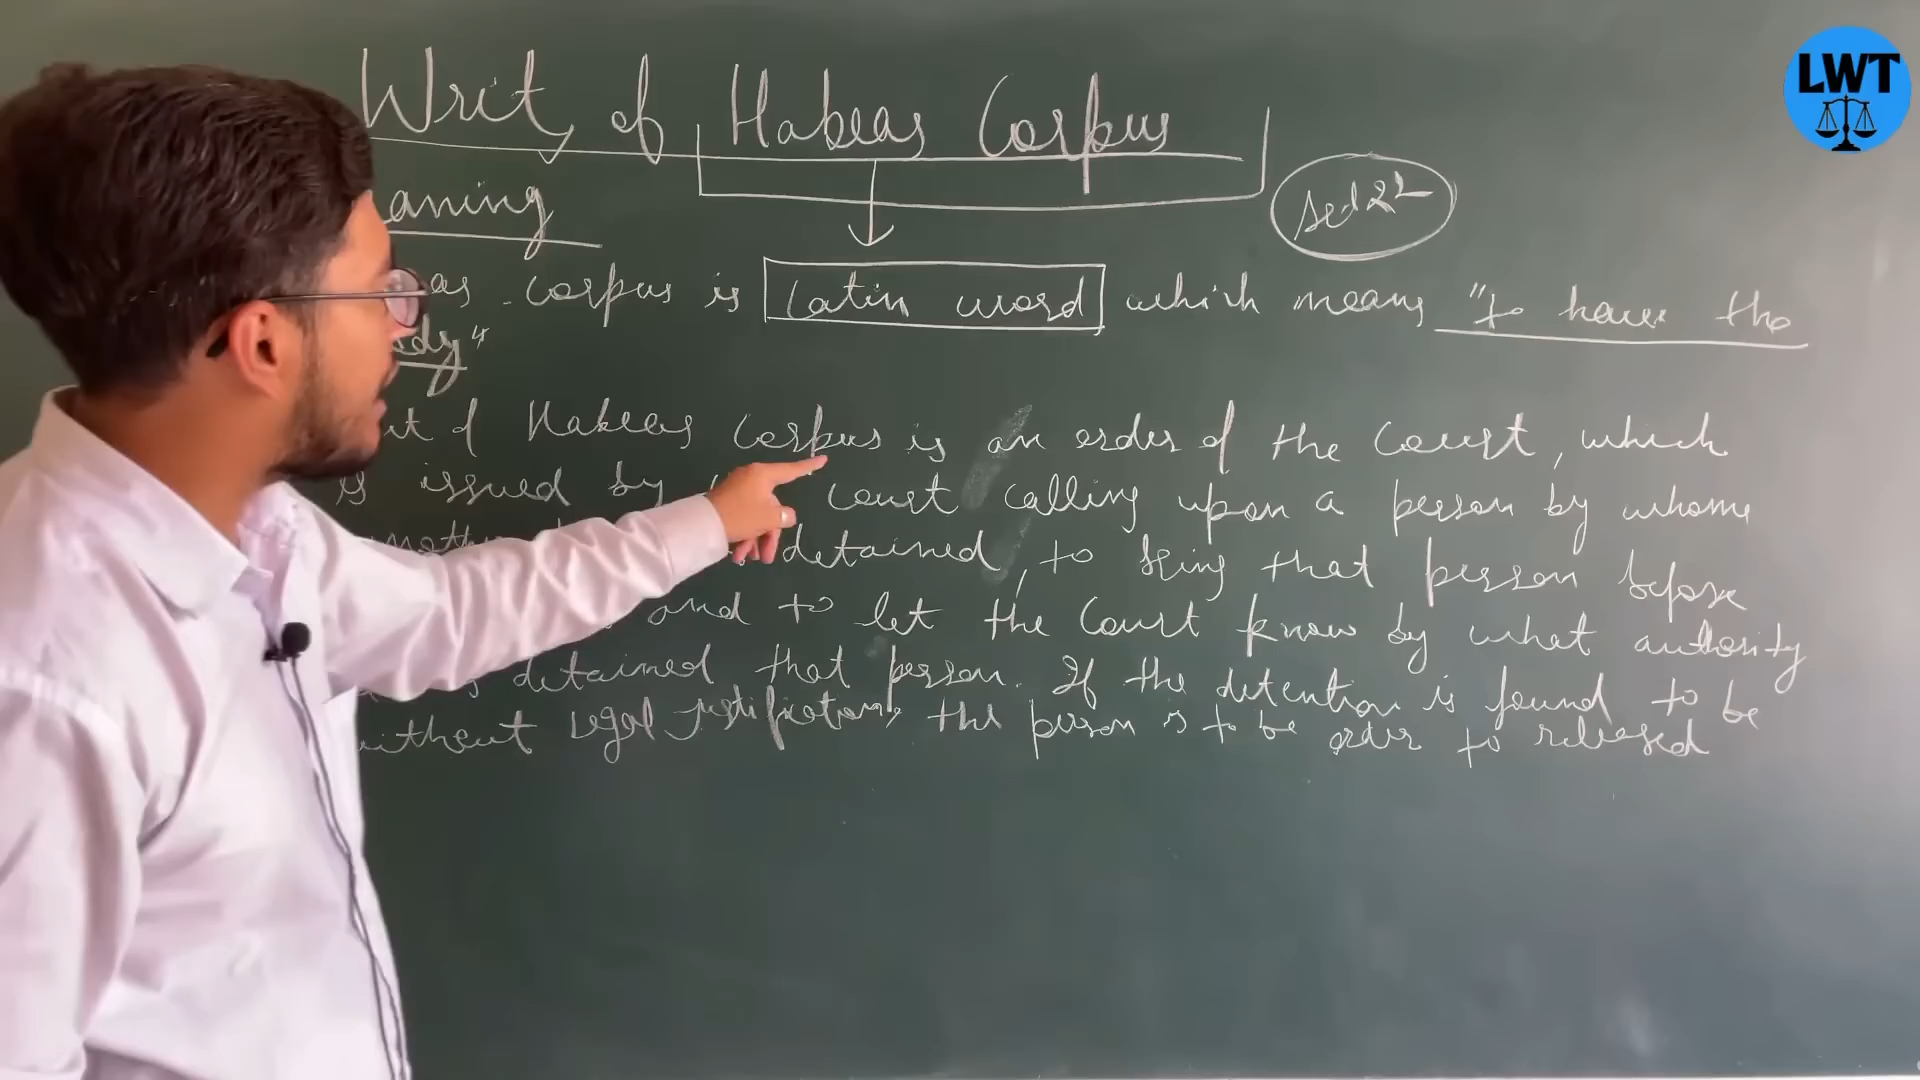 Writ of Habeas Corpus
LWT
aning
as corpus is Latin word which means "to have the
ody"
it of Habeas Corpus is an order of the Court, which
is issued by court calling upon a person by whome
detained, to bring that person before
and to let the Court know by what authority
detained that person. If the detention is found to be
without legal justification, the person is to be order to released